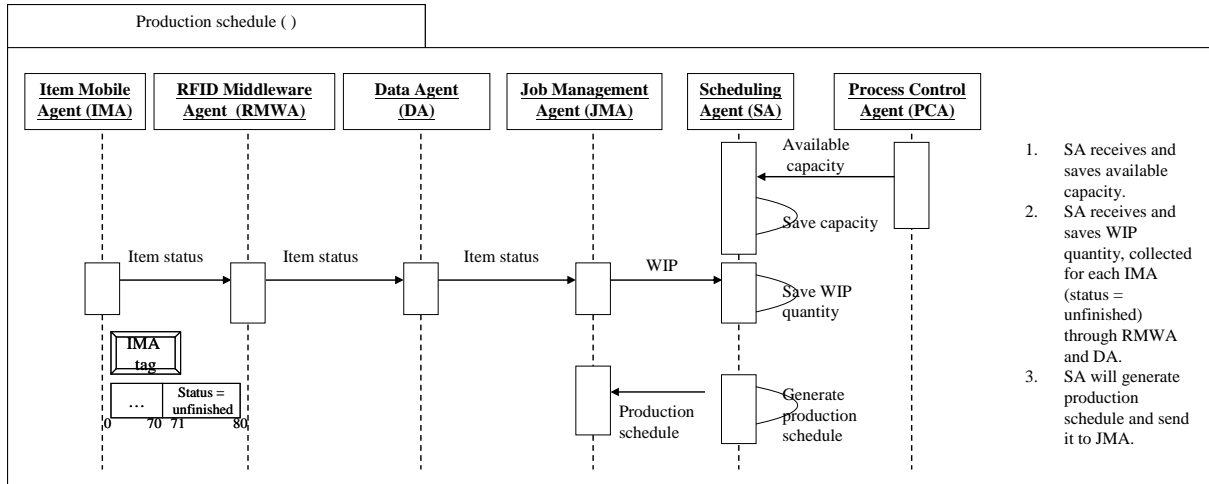 Production schedule ( )
Item Mobile
Agent (IMA)
RFID Middleware
Agent (RMWA)
Data Agent
(DA)
Job Management
Agent (JMA)
Scheduling
Agent (SA)
Process Control
Agent (PCA)
Available
capacity
Save capacity
Item status
Item status
Item status
WIP
Save WIP
quantity
IMA
tag
…
Status =
unfinished
0
70
71
80
Production
schedule
Generate
production
schedule
1. SA receives and
saves available
capacity.
2. SA receives and
saves WIP
quantity, collected
for each IMA
(status =
unfinished)
through RMWA
and DA.
3. SA will generate
production
schedule and send
it to JMA.